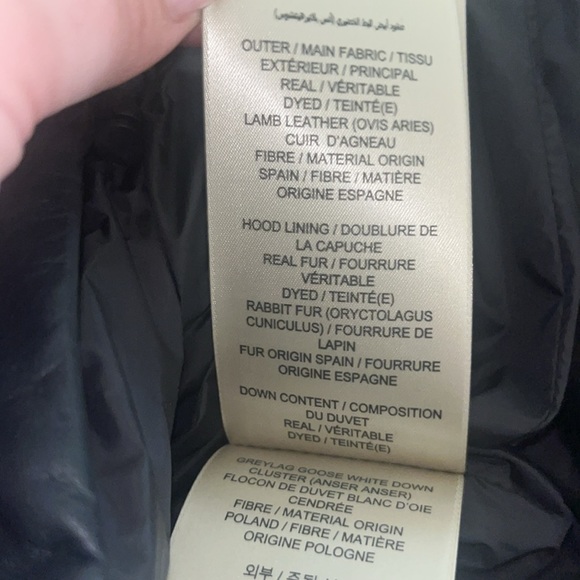 OUTER / MAIN FABRIC / TISSU
EXTÉRIEUR / PRINCIPAL
REAL / VÉRITABLE
DYED / TEINTÉ(E)
LAMB LEATHER (OVIS ARIES)
CUIR D'AGNEAU
FIBRE / MATERIAL ORIGIN
SPAIN / FIBRE / MATIÈRE
ORIGINE ESPAGNE
HOOD LINING / DOUBLURE DE
LA CAPUCHE
REAL FUR / FOURRURE
VÉRITABLE
DYED / TEINTÉ(E)
RABBIT FUR (ORYCTOLAGUS
CUNICULUS) / FOURRURE DE
LAPIN
FUR ORIGIN SPAIN / FOURRURE
ORIGINE ESPAGNE
DOWN CONTENT / COMPOSITION
DU DUVET
REAL / VÉRITABLE
DYED / TEINTÉ(E)
GREYLAG GOOSE WHITE DOWN
CLUSTER (ANSER ANSER)
FLOCON DE DUVET BLANC D'OIE
CENDRÉE
FIBRE / MATERIAL ORIGIN
POLAND / FIBRE / MATIÈRE
ORIGINE POLOGNE
외부 /